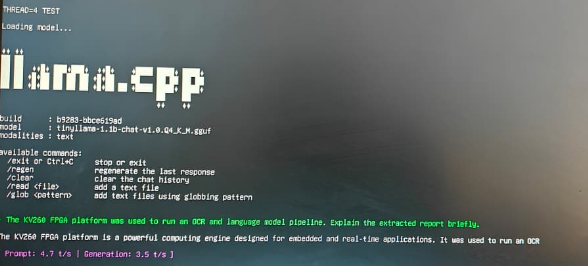 THREAD=4 TEST
Loading model...
llama.cpp
build : b9283-bbce619ad
model : tinyllama-1.1b-chat-v1.0.Q4_K_M.gguf
modalities : text
available commands:
/exit or Ctrl+C stop or exit
/regen regenerate the last response
/clear clear the chat history
/read <file> add a text file
/glob <pattern> add text files using globbing pattern
The KV260 FPGA platform was used to run an OCR and language model pipeline. Explain the extracted report briefly.
The KV260 FPGA platform is a powerful computing engine designed for embedded and real-time applications. It was used to run an OCR
Prompt: 4.7 t/s | Generation: 3.5 t/s ]